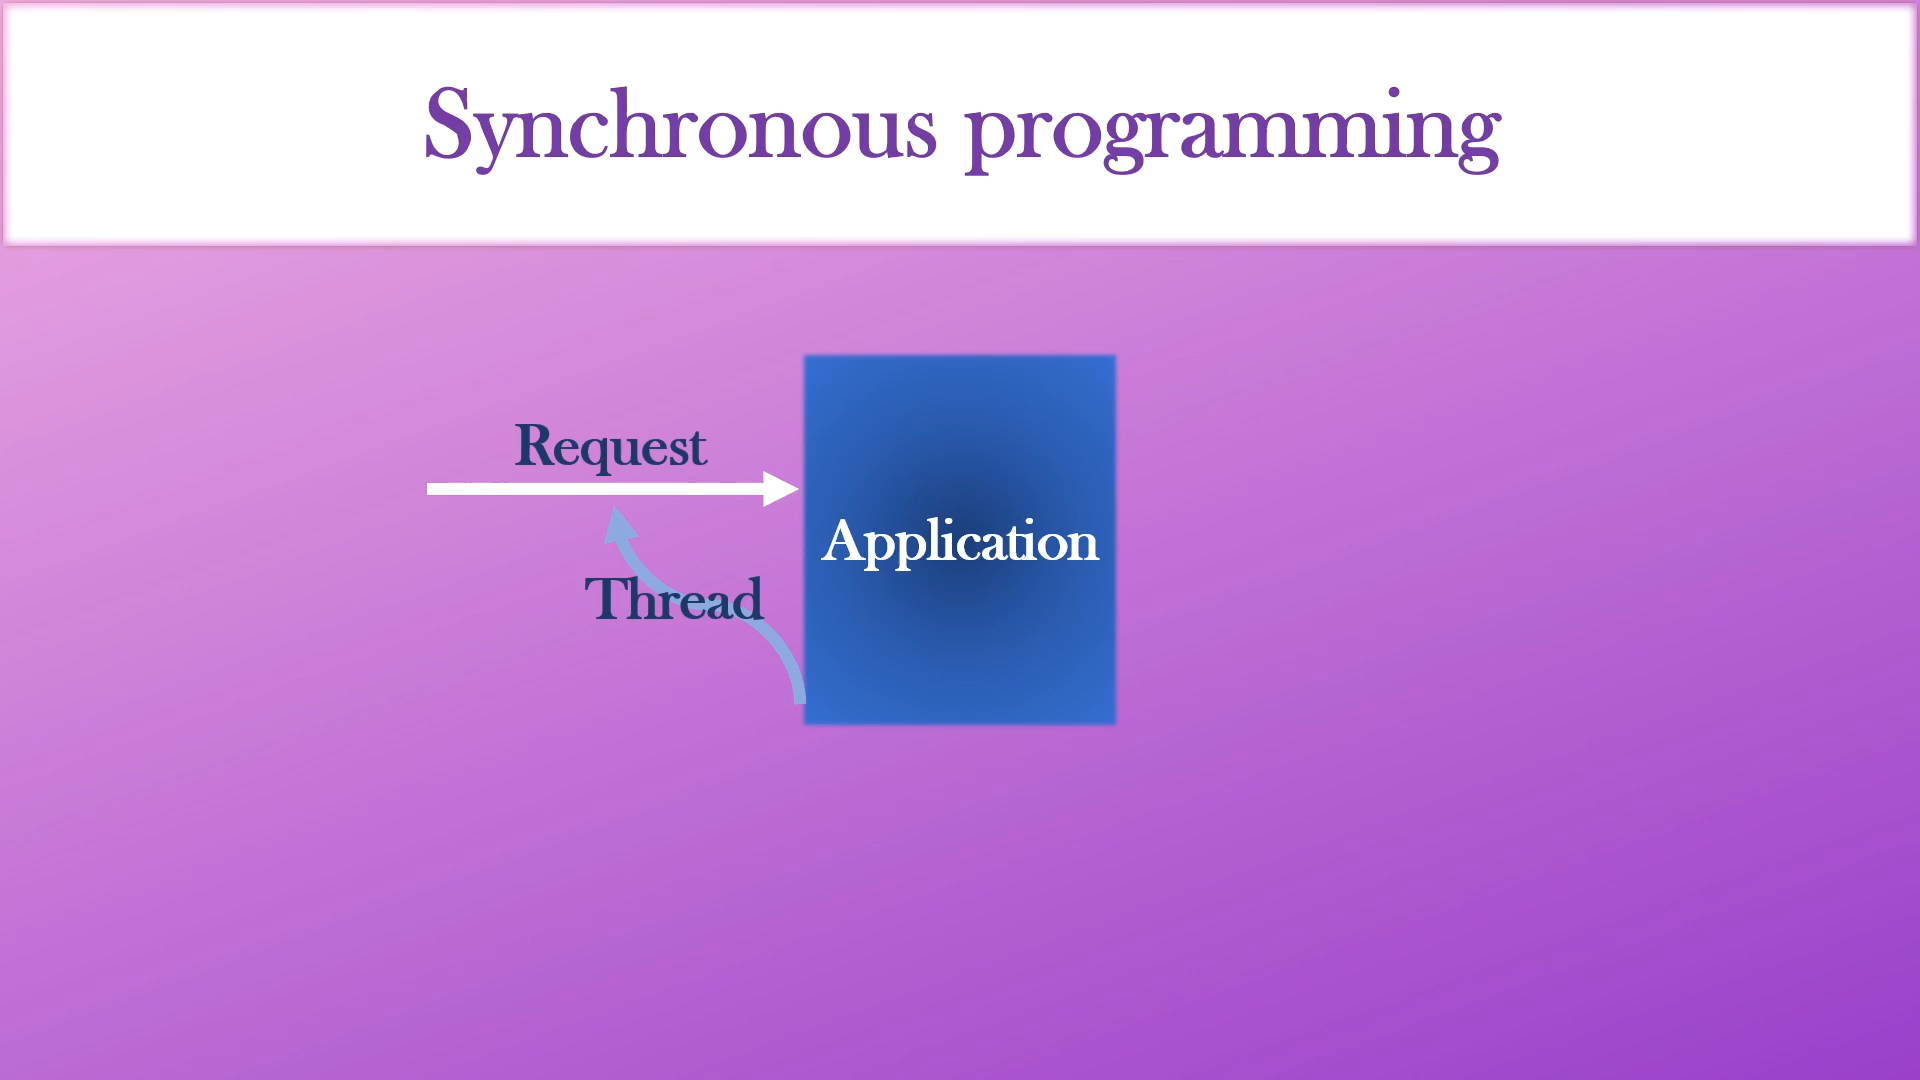 Synchronous programming
Request
Application
Thread